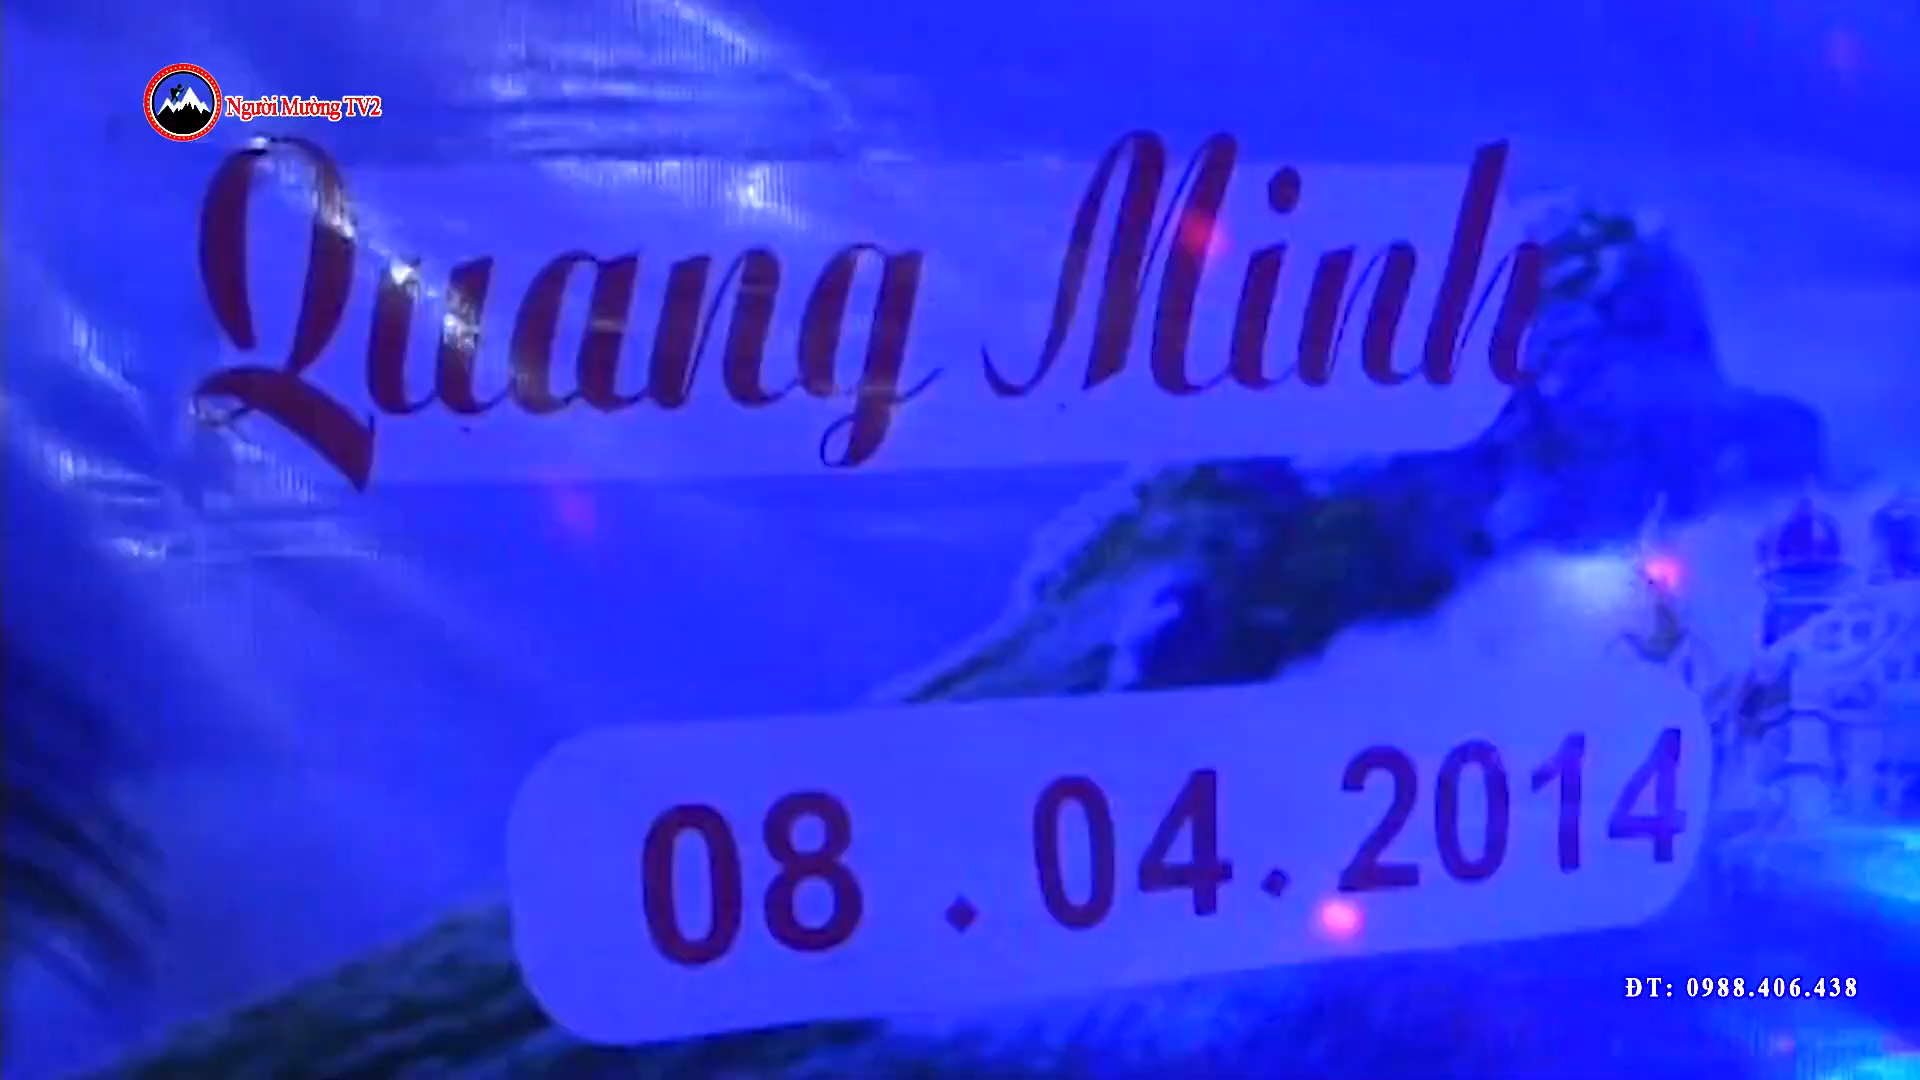 Người Mường TV2
Quang Minh
08 . 04 . 2014
ĐT: 0988.406.438